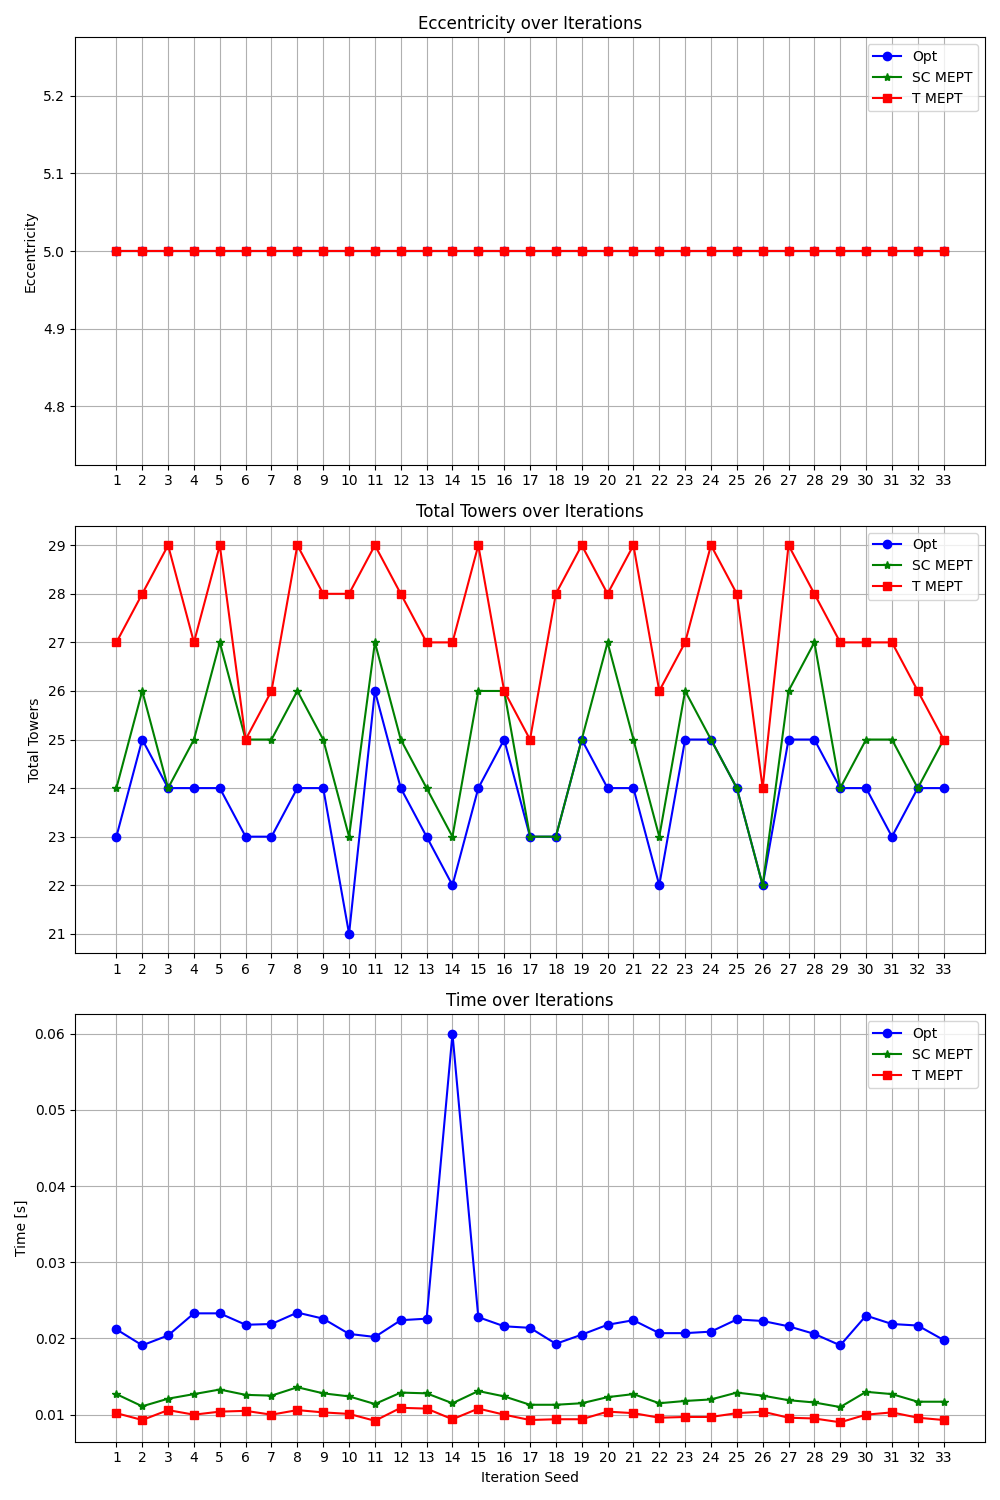 Eccentricity over Iterations
Opt
SC MEPT
T MEPT
5.2
5.1
5.0
4.9
4.8
Eccentricity
1 2 3 4 5 6 7 8 9 10 11 12 13 14 15 16 17 18 19 20 21 22 23 24 25 26 27 28 29 30 31 32 33
Total Towers over Iterations
Opt
SC MEPT
T MEPT
29
28
27
26
25
24
23
22
21
Total Towers
1 2 3 4 5 6 7 8 9 10 11 12 13 14 15 16 17 18 19 20 21 22 23 24 25 26 27 28 29 30 31 32 33
Time over Iterations
Opt
SC MEPT
T MEPT
0.06
0.05
0.04
0.03
0.02
0.01
Time [s]
1 2 3 4 5 6 7 8 9 10 11 12 13 14 15 16 17 18 19 20 21 22 23 24 25 26 27 28 29 30 31 32 33
Iteration Seed